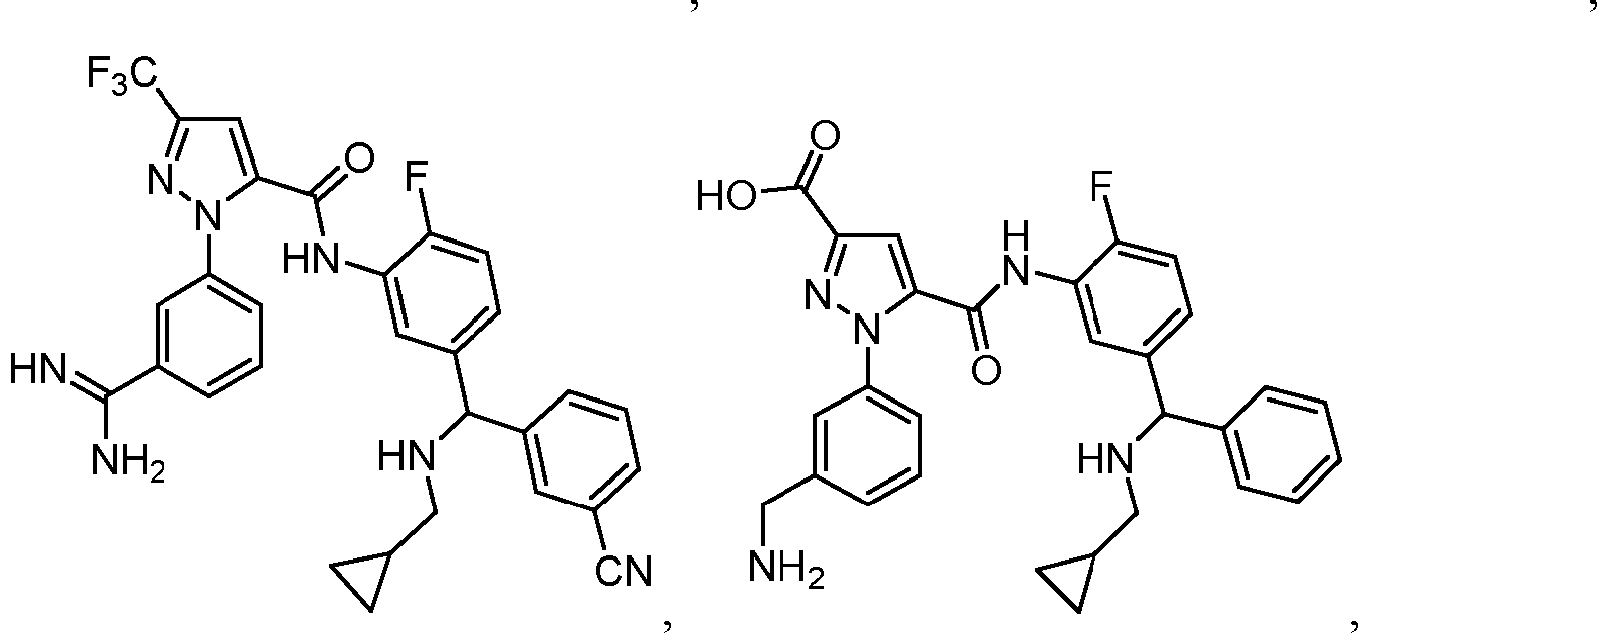 , ,
F3C
O
F
N
N
HN
HN
NH2
HN
CN
,
O
HO
H
N
F
N
N
O
HN
NH2
,